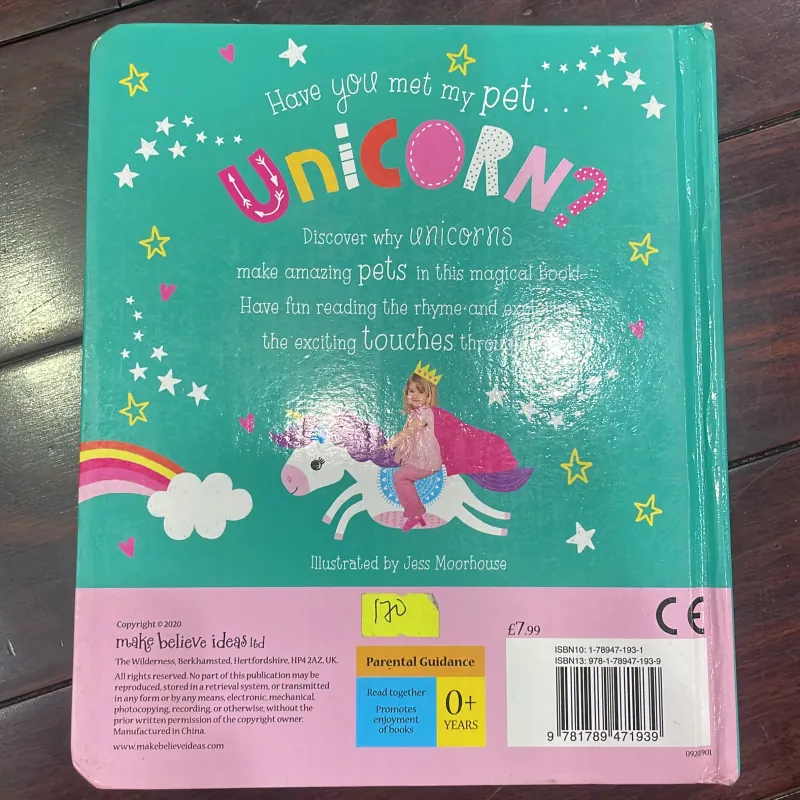 Have you met my pet...
UNICORN?
Discover why unicorns
make amazing pets in this magical book!
Have fun reading the rhyme and
the exciting touches
Illustrated by Jess Moorhouse
170
Copyright © 2020
make believe ideas ltd
The Wilderness, Berkhamsted, Hertfordshire, HP4 2AZ, UK.
All rights reserved. No part of this publication may be
reproduced, stored in a retrieval system, or transmitted
in any form or by any means, electronic, mechanical,
photocopying, recording, or otherwise, without the
prior written permission of the copyright owner.
Manufactured in China.
www.makebelieveideas.com
Parental Guidance
Read together
Promotes
enjoyment
of books
0+
YEARS
£7.99
CE
ISBN10: 1-78947-193-1
ISBN13: 978-1-78947-193-9
9 781789 471939